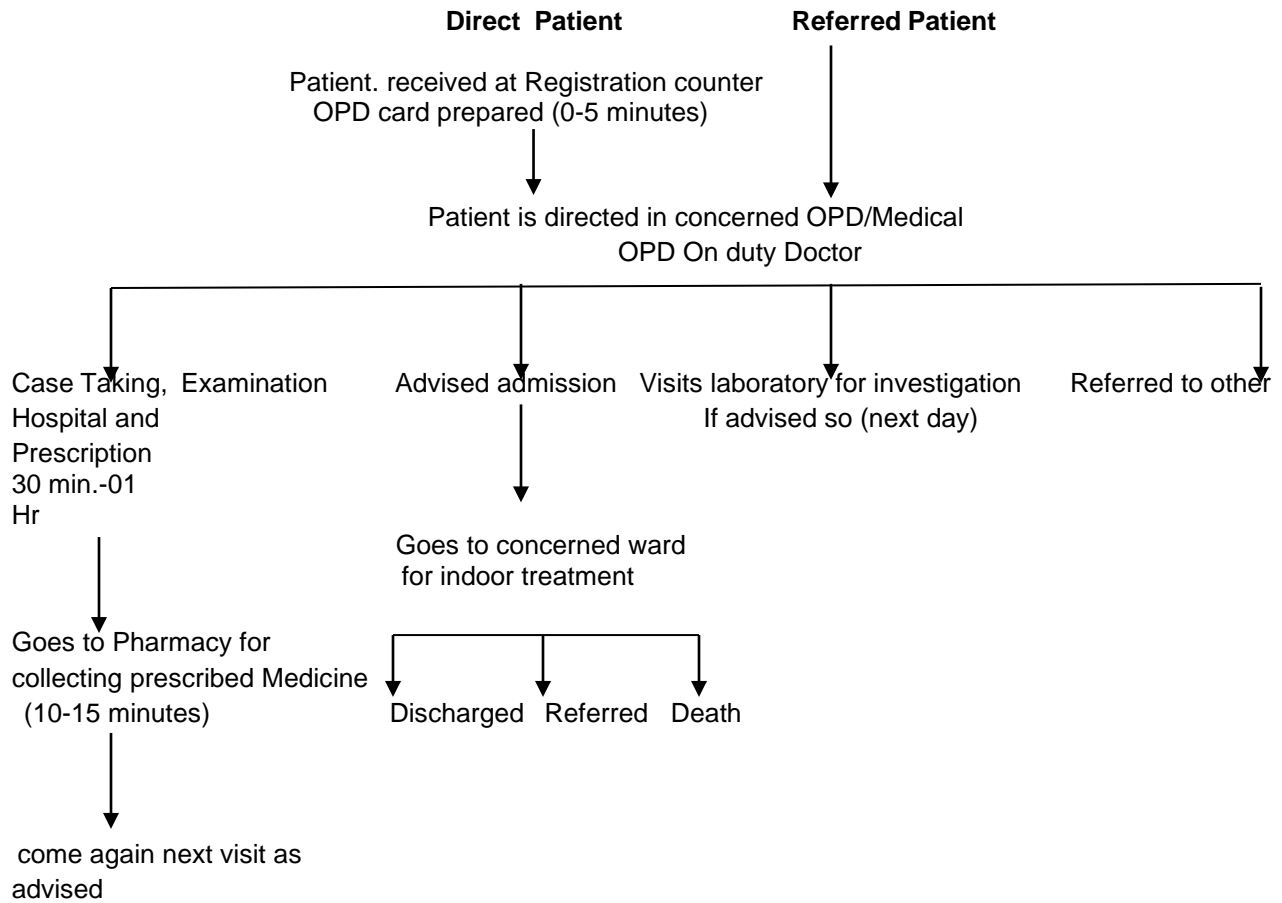 Direct Patient Referred Patient
Patient. received at Registration counter
OPD card prepared (0-5 minutes)
Patient is directed in concerned OPD/Medical
OPD On duty Doctor
Case Taking, Examination Advised admission Visits laboratory for investigation Referred to other
Hospital and If advised so (next day)
Prescription
30 min.-01
Hr
Goes to concerned ward
for indoor treatment
Goes to Pharmacy for
collecting prescribed Medicine
(10-15 minutes) Discharged Referred Death
come again next visit as
advised